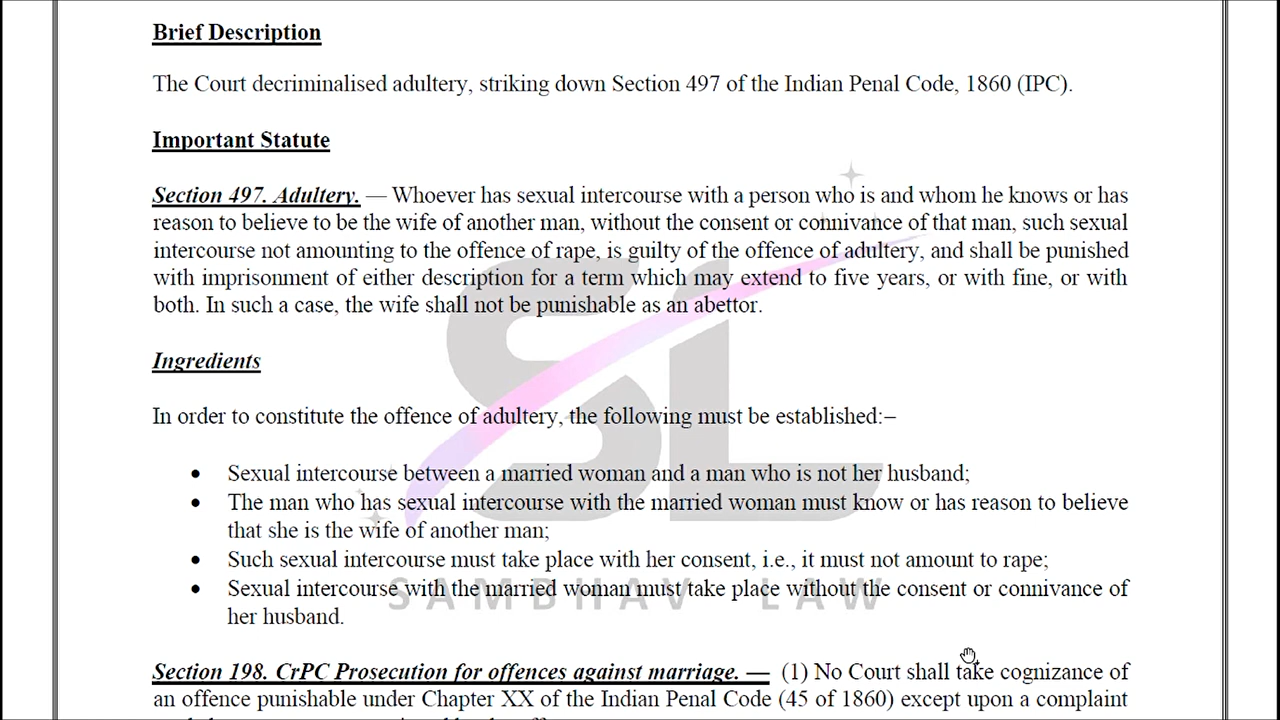 Brief Description
The Court decriminalised adultery, striking down Section 497 of the Indian Penal Code, 1860 (IPC).
Important Statute
Section 497. Adultery. — Whoever has sexual intercourse with a person who is and whom he knows or has
reason to believe to be the wife of another man, without the consent or connivance of that man, such sexual
intercourse not amounting to the offence of rape, is guilty of the offence of adultery, and shall be punished
with imprisonment of either description for a term which may extend to five years, or with fine, or with
both. In such a case, the wife shall not be punishable as an abettor.
Ingredients
In order to constitute the offence of adultery, the following must be established:–
• Sexual intercourse between a married woman and a man who is not her husband;
• The man who has sexual intercourse with the married woman must know or has reason to believe
that she is the wife of another man;
• Such sexual intercourse must take place with her consent, i.e., it must not amount to rape;
• Sexual intercourse with the married woman must take place without the consent or connivance of
her husband.
Section 198. CrPC Prosecution for offences against marriage. — (1) No Court shall take cognizance of
an offence punishable under Chapter XX of the Indian Penal Code (45 of 1860) except upon a complaint
SL
SAMBHAV LAW